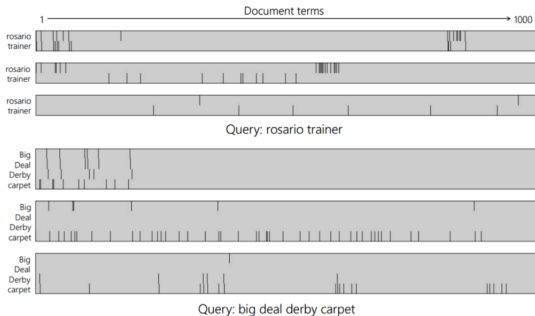 Document terms
1 1000
rosario
trainer
rosario
trainer
rosario
trainer
Query: rosario trainer
Big
Deal
Derby
carpet
Big
Deal
Derby
carpet
Big
Deal
Derby
carpet
Query: big deal derby carpet